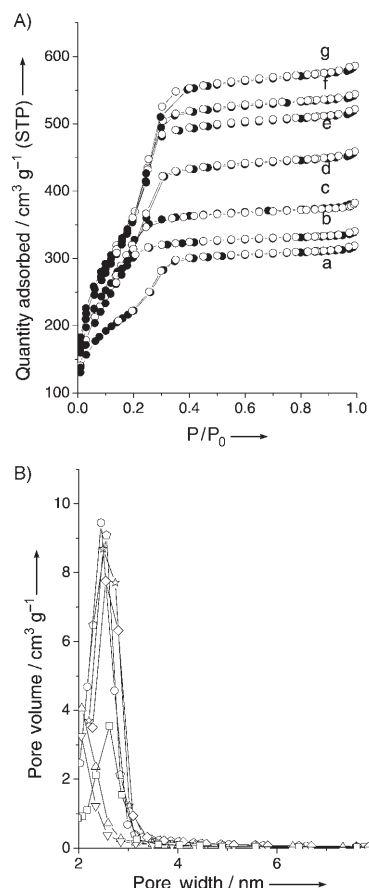 A)
Quantity adsorbed / cm³ g⁻¹ (STP) ⟶
600
500
400
300
200
100
g
f
e
d
c
b
a
0.0 0.2 0.4 0.6 0.8 1.0
P/P₀ ⟶
B)
Pore volume / cm³ g⁻¹ ⟶
10
8
6
4
2
0
2 4 6
Pore width / nm ⟶